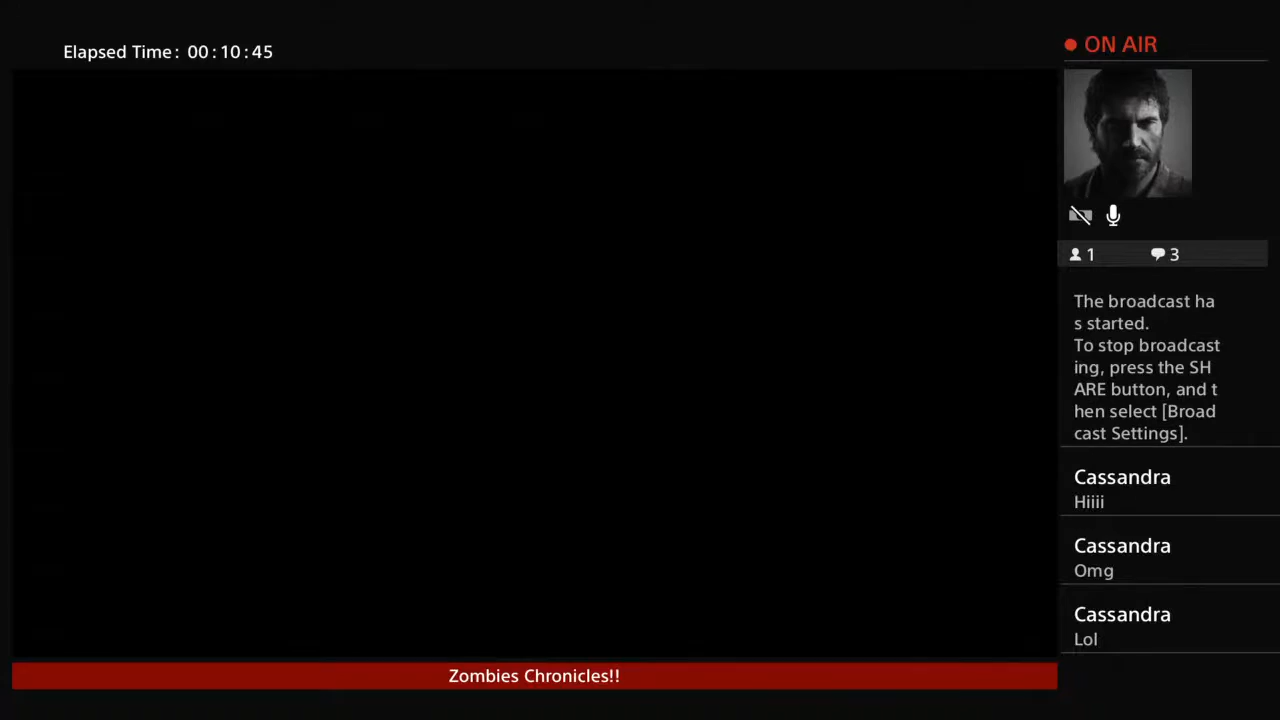 Elapsed Time: 00:10:45
ON AIR
1 3
The broadcast ha
s started.
To stop broadcast
ing, press the SH
ARE button, and t
hen select [Broad
cast Settings].
Cassandra
Hiiii
Cassandra
Omg
Cassandra
Lol
Zombies Chronicles!!